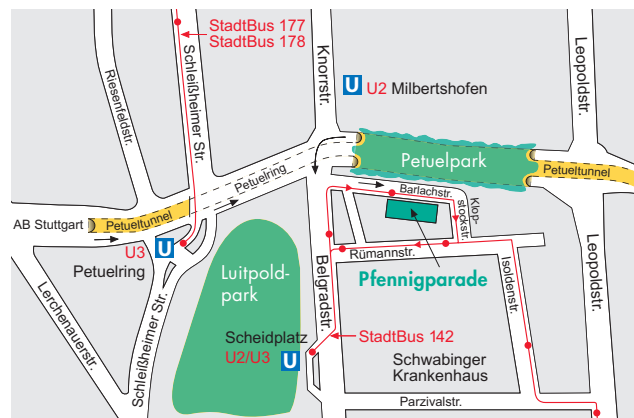 StadtBus 177
StadtBus 178
Riesenfeldstr.
Schleißheimer Str.
Knorrstr.
Leopoldstr.
U
U2 Milbertshofen
Petuelpark
Petueltunnel
Petuelring
Barlachstr.
Klop-
stockstr.
AB Stuttgart
Petueltunnel
U3
U
Petuelring
Luitpold-
park
Rümannstr.
Pfennigparade
Belgradstr.
Isoldenstr.
Leopoldstr.
Lerchenauerstr.
Schleißheimer Str.
Scheidplatz
U2/U3
U
StadtBus 142
Schwabinger
Krankenhaus
Parzivalstr.